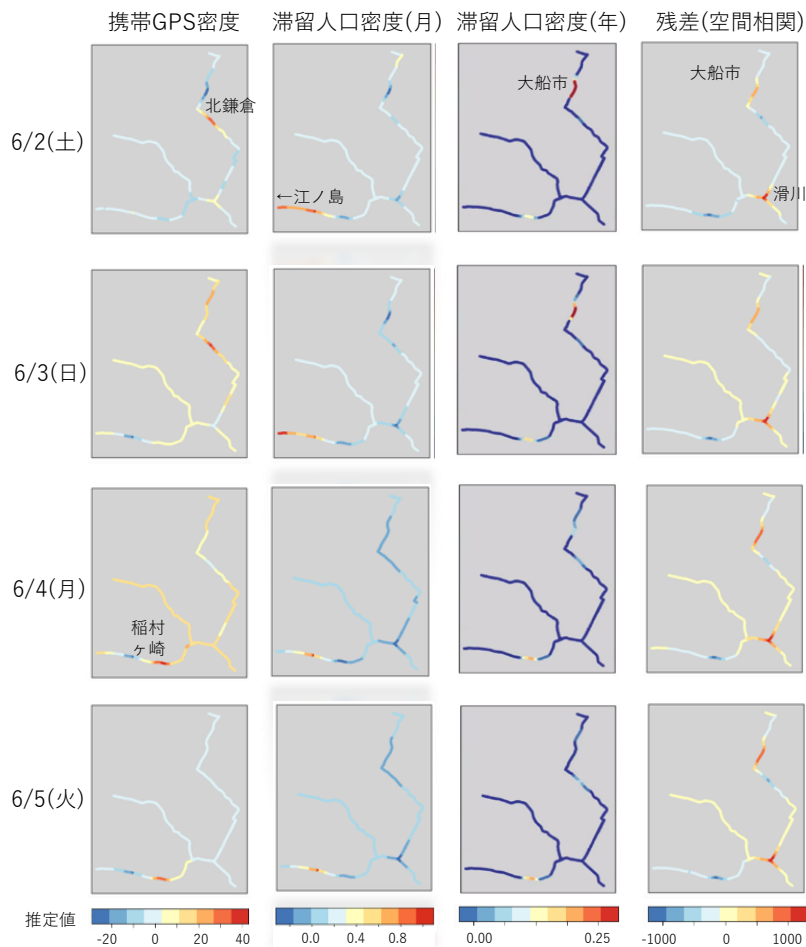 携帯GPS密度 滞留人口密度(月) 滞留人口密度(年) 残差(空間相関)
6/2(土)
北鎌倉
←江ノ島
大船市
大船市
滑川
6/3(日)
6/4(月)
稲村
ヶ崎
6/5(火)
推定値
-20 0 20 40
0.0 0.4 0.8
0.00 0.25
-1000 0 1000